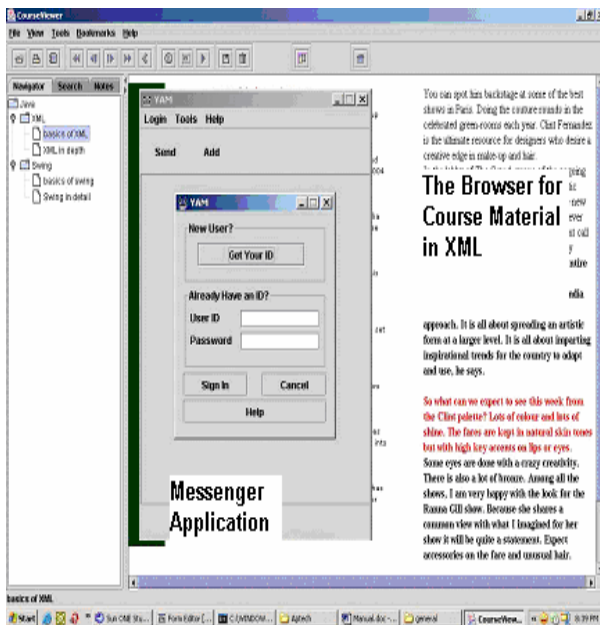 CourseViewer
File View Tools Bookmarks Help
Navigator Search Notes
Java
XML
basics of XML
XML in depth
Swing
basics of swing
Swing in detail
YAM
Login Tools Help
Send Add
YAM
New User?
Get Your ID
Already Have an ID?
User ID
Password
Sign In Cancel
Help
Messenger
Application
You can spot him backstage at some of the best
shows in Paris. Doing the couture rounds in the
celebrated green-rooms each year. Clint Fernandez
is the ultimate resource for designers who desire a
creative edge in make-up and hair.
The Browser for
Course Material
in XML
approach. It is all about spreading an artistic
form at a larger level. It is all about imparting
inspirational trends for the country to adopt
and use, he says.
So what can we expect to see this week from
the Clint palette? Lots of colour and lots of
shine. The faces are kept in natural skin tones
but with high key accents on lips or eyes.
Some eyes are done with a crazy creativity.
There is also a lot of bronze. Among all the
shows, I am very happy with the look for the
Ranna Gill show. Because she shares a
common view with what I imagined for her
show it will be quite a statement. Expect
accessories on the face and unusual hair.
basics of XML
Start Sun ONE Stu... Form Editor [... C:\WINDOW... Aptech Manual.doc -... general CourseView... 8:39 PM